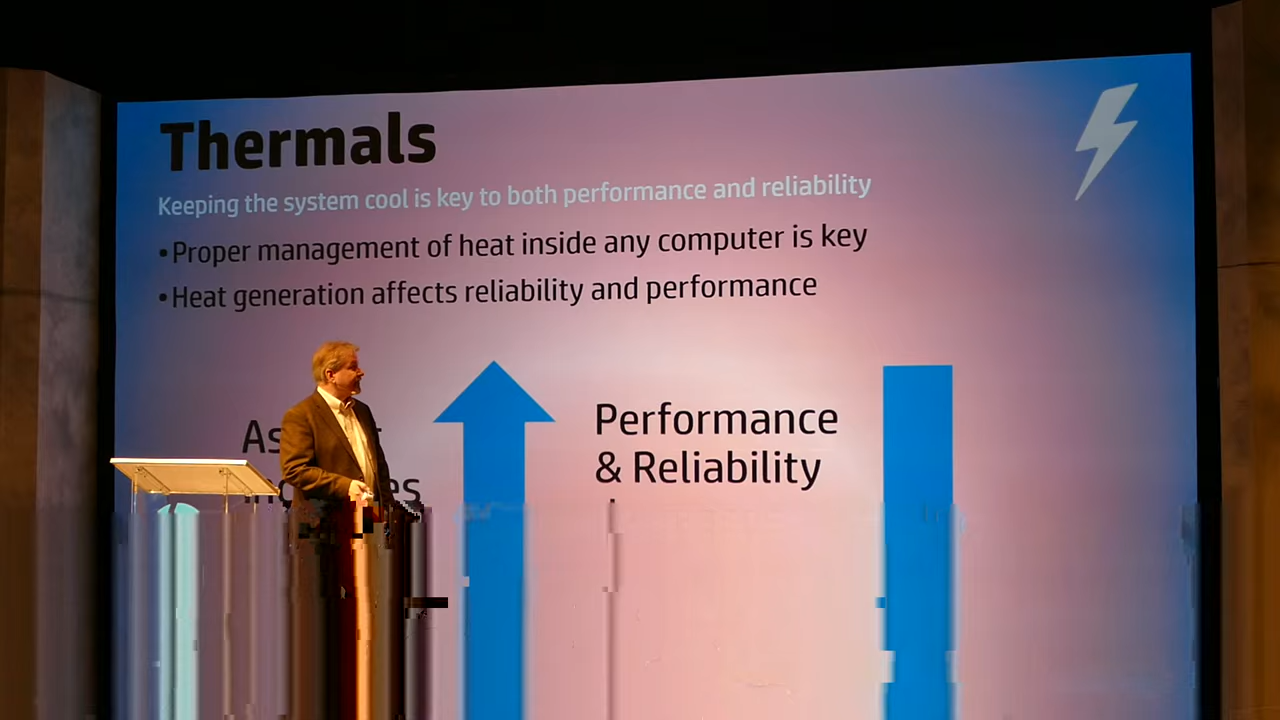 Thermals
Keeping the system cool is key to both performance and reliability
•Proper management of heat inside any computer is key
•Heat generation affects reliability and performance
Performance
& Reliability